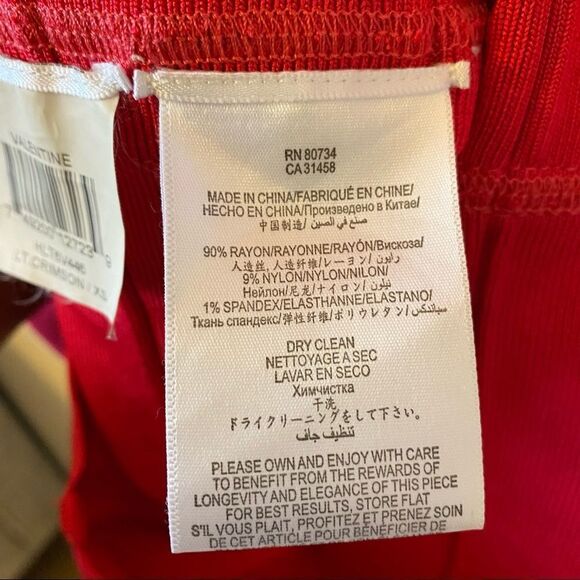 VALENTINE
HLT8V446
LT.CRIMSON / XS
RN 80734
CA 31458
MADE IN CHINA/FABRIQUÉ EN CHINE/
HECHO EN CHINA/Произведено в Китае/
中国制造/ صنع في الصين/
90% RAYON/RAYONNE/RAYÓN/Вискоза/
人造丝, 人造纤维/レーヨン/ رايون/
9% NYLON/NYLON/NILON/
Нейлон/尼龙/ナイロン/ نيلون/
1% SPANDEX/ELASTHANNE/ELASTANO/
Ткань спандекс/弹性纤维/ポリウレタン/ سباندكس/
DRY CLEAN
NETTOYAGE A SEC
LAVAR EN SECO
Химчистка
干洗
ドライクリーニングをして下さい。
تنظيف جاف
PLEASE OWN AND ENJOY WITH CARE
TO BENEFIT FROM THE REWARDS OF
LONGEVITY AND ELEGANCE OF THIS PIECE
FOR BEST RESULTS, STORE FLAT
S'IL VOUS PLAIT, PROFITEZ ET PRENEZ SOIN
DE CET ARTICLE POUR BÉNÉFICIER DE